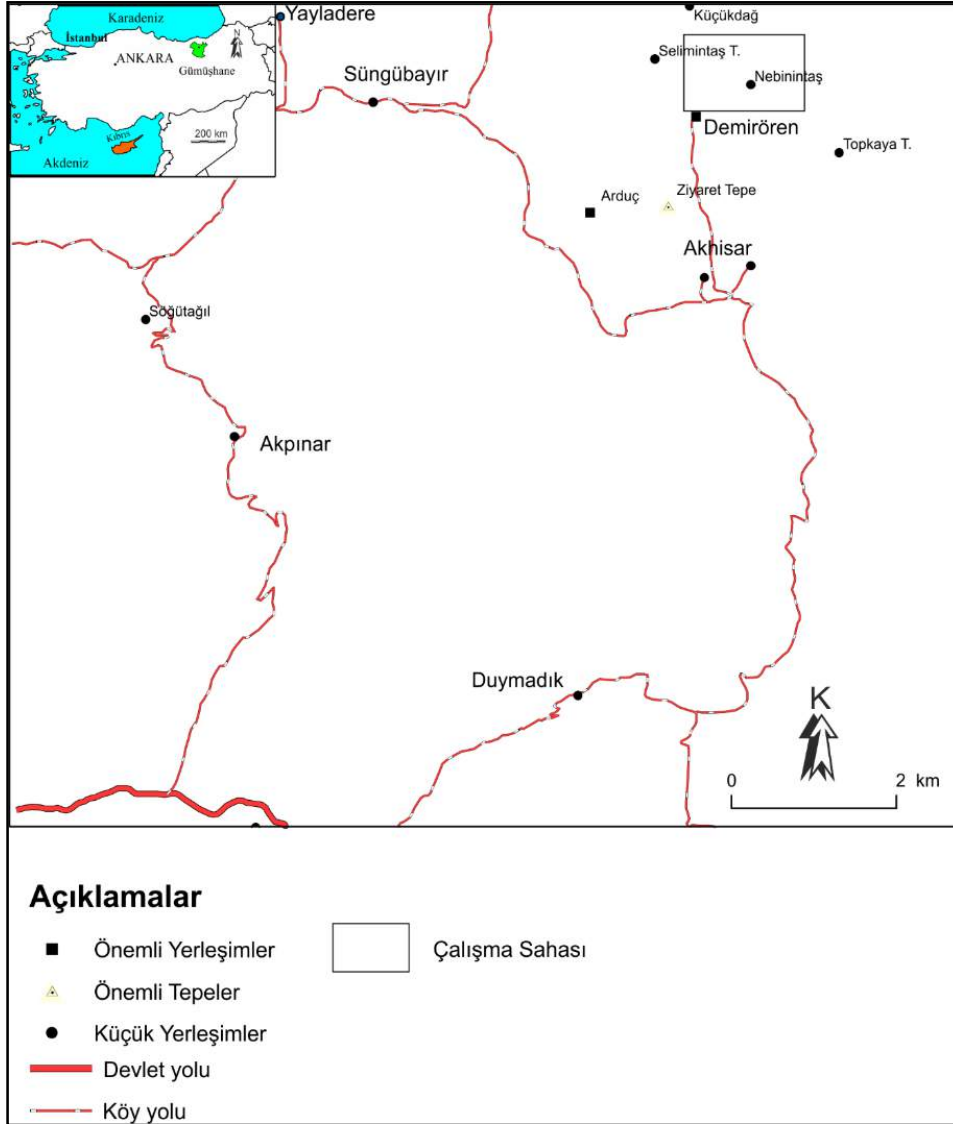 Karadeniz
İstanbul
ANKARA
N
Gümüşhane
Kıbrıs
200 km
Akdeniz
Yayladere
Süngübayır
Küçükdağ
Selimintaş T.
Nebinintaş
Demirören
Topkaya T.
Arduç
Ziyaret Tepe
Akhisar
Söğütağıl
Akpınar
Duymadık
K
0 2 km
Açıklamalar
Önemli Yerleşimler
Çalışma Sahası
Önemli Tepeler
Küçük Yerleşimler
Devlet yolu
Köy yolu